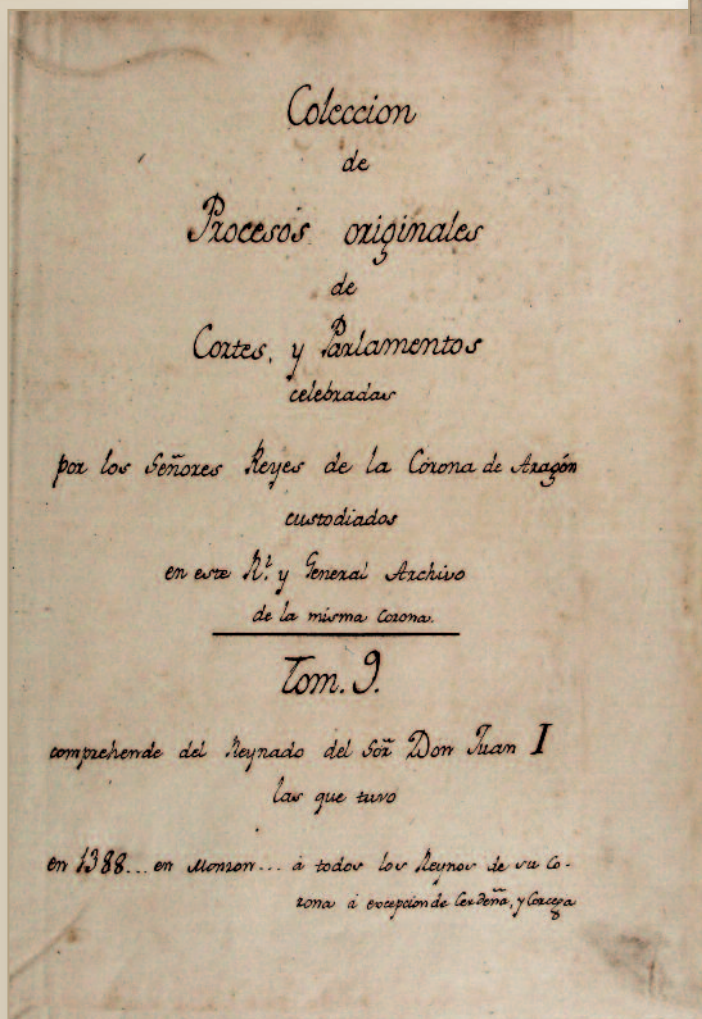 Coleccion
de
Procesos originales
de
Cortes, y Parlamentos
celebradas
por los Señores Reyes de la Corona de Aragón
custodiados
en este Rl. y General Archivo
de la misma Corona.
Tom. 9.
comprehende del Reynado del Sor. Don Juan I
las que tuvo
en 1388... en Monzon... á todos los Reynos de su Co-
rona á excepcion de Cerdeña, y Corcega